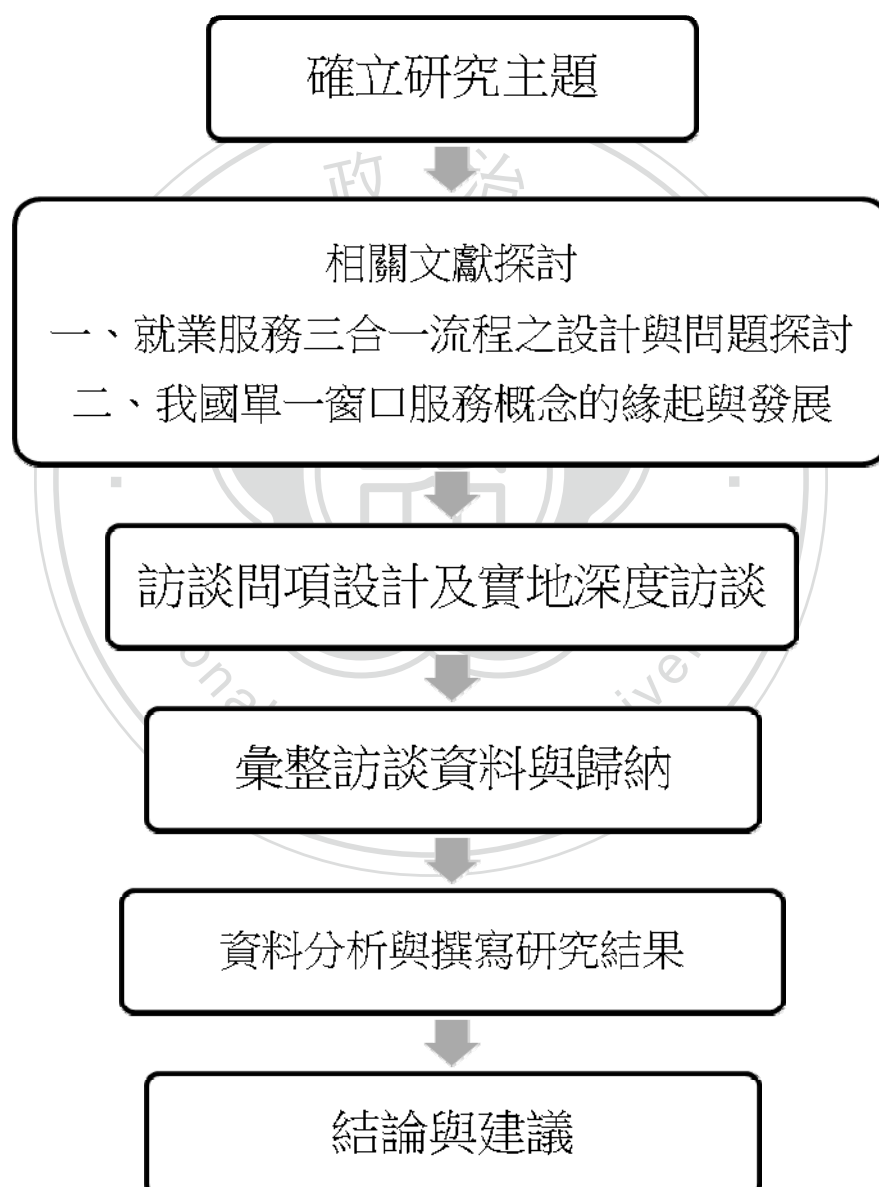 確立研究主題
政 治
相關文獻探討
一、就業服務三合一流程之設計與問題探討
二、我國單一窗口服務概念的緣起與發展
訪談問項設計及實地深度訪談
彙整訪談資料與歸納
資料分析與撰寫研究結果
結論與建議